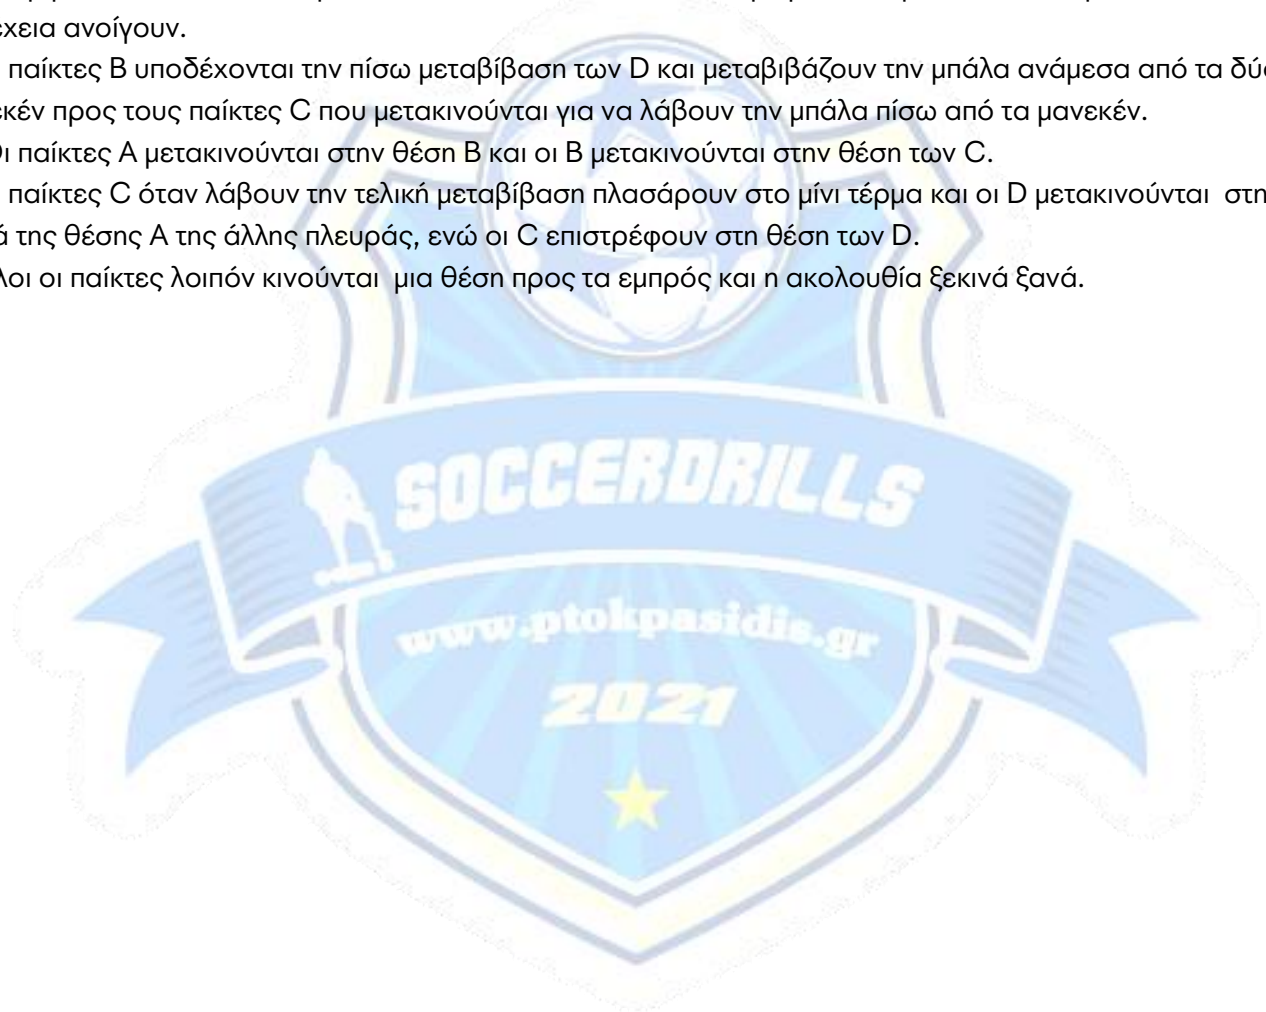 έχεια ανοίγουν.
παίκτες Β υποδέχονται την πίσω μεταβίβαση των D και μεταβιβάζουν την μπάλα ανάμεσα από τα δύο
εκέν προς τους παίκτες C που μετακινούνται για να λάβουν την μπάλα πίσω από τα μανεκέν.
Οι παίκτες Α μετακινούνται στην θέση Β και οι Β μετακινούνται στην θέση των C.
παίκτες C όταν λάβουν την τελική μεταβίβαση πλασάρουν στο μίνι τέρμα και οι D μετακινούνται στη
ά της θέσης Α της άλλης πλευράς, ενώ οι C επιστρέφουν στη θέση των D.
λοι οι παίκτες λοιπόν κινούνται μια θέση προς τα εμπρός και η ακολουθία ξεκινά ξανά.
SOCCERDRILLS
www.ptokpasidis.gr
2021